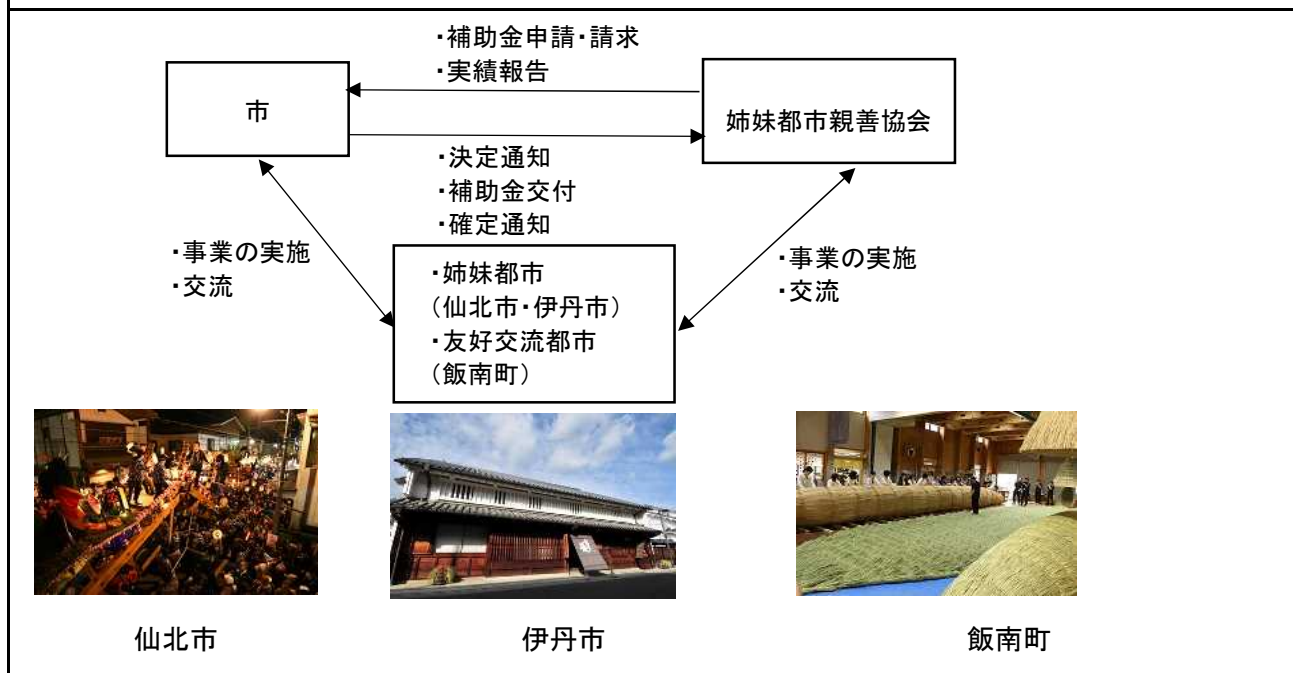 ・補助金申請・請求
・実績報告
市
姉妹都市親善協会
・決定通知
・補助金交付
・確定通知
・事業の実施
・交流
・姉妹都市
（仙北市・伊丹市）
・友好交流都市
（飯南町）
・事業の実施
・交流
仙北市
伊丹市
飯南町